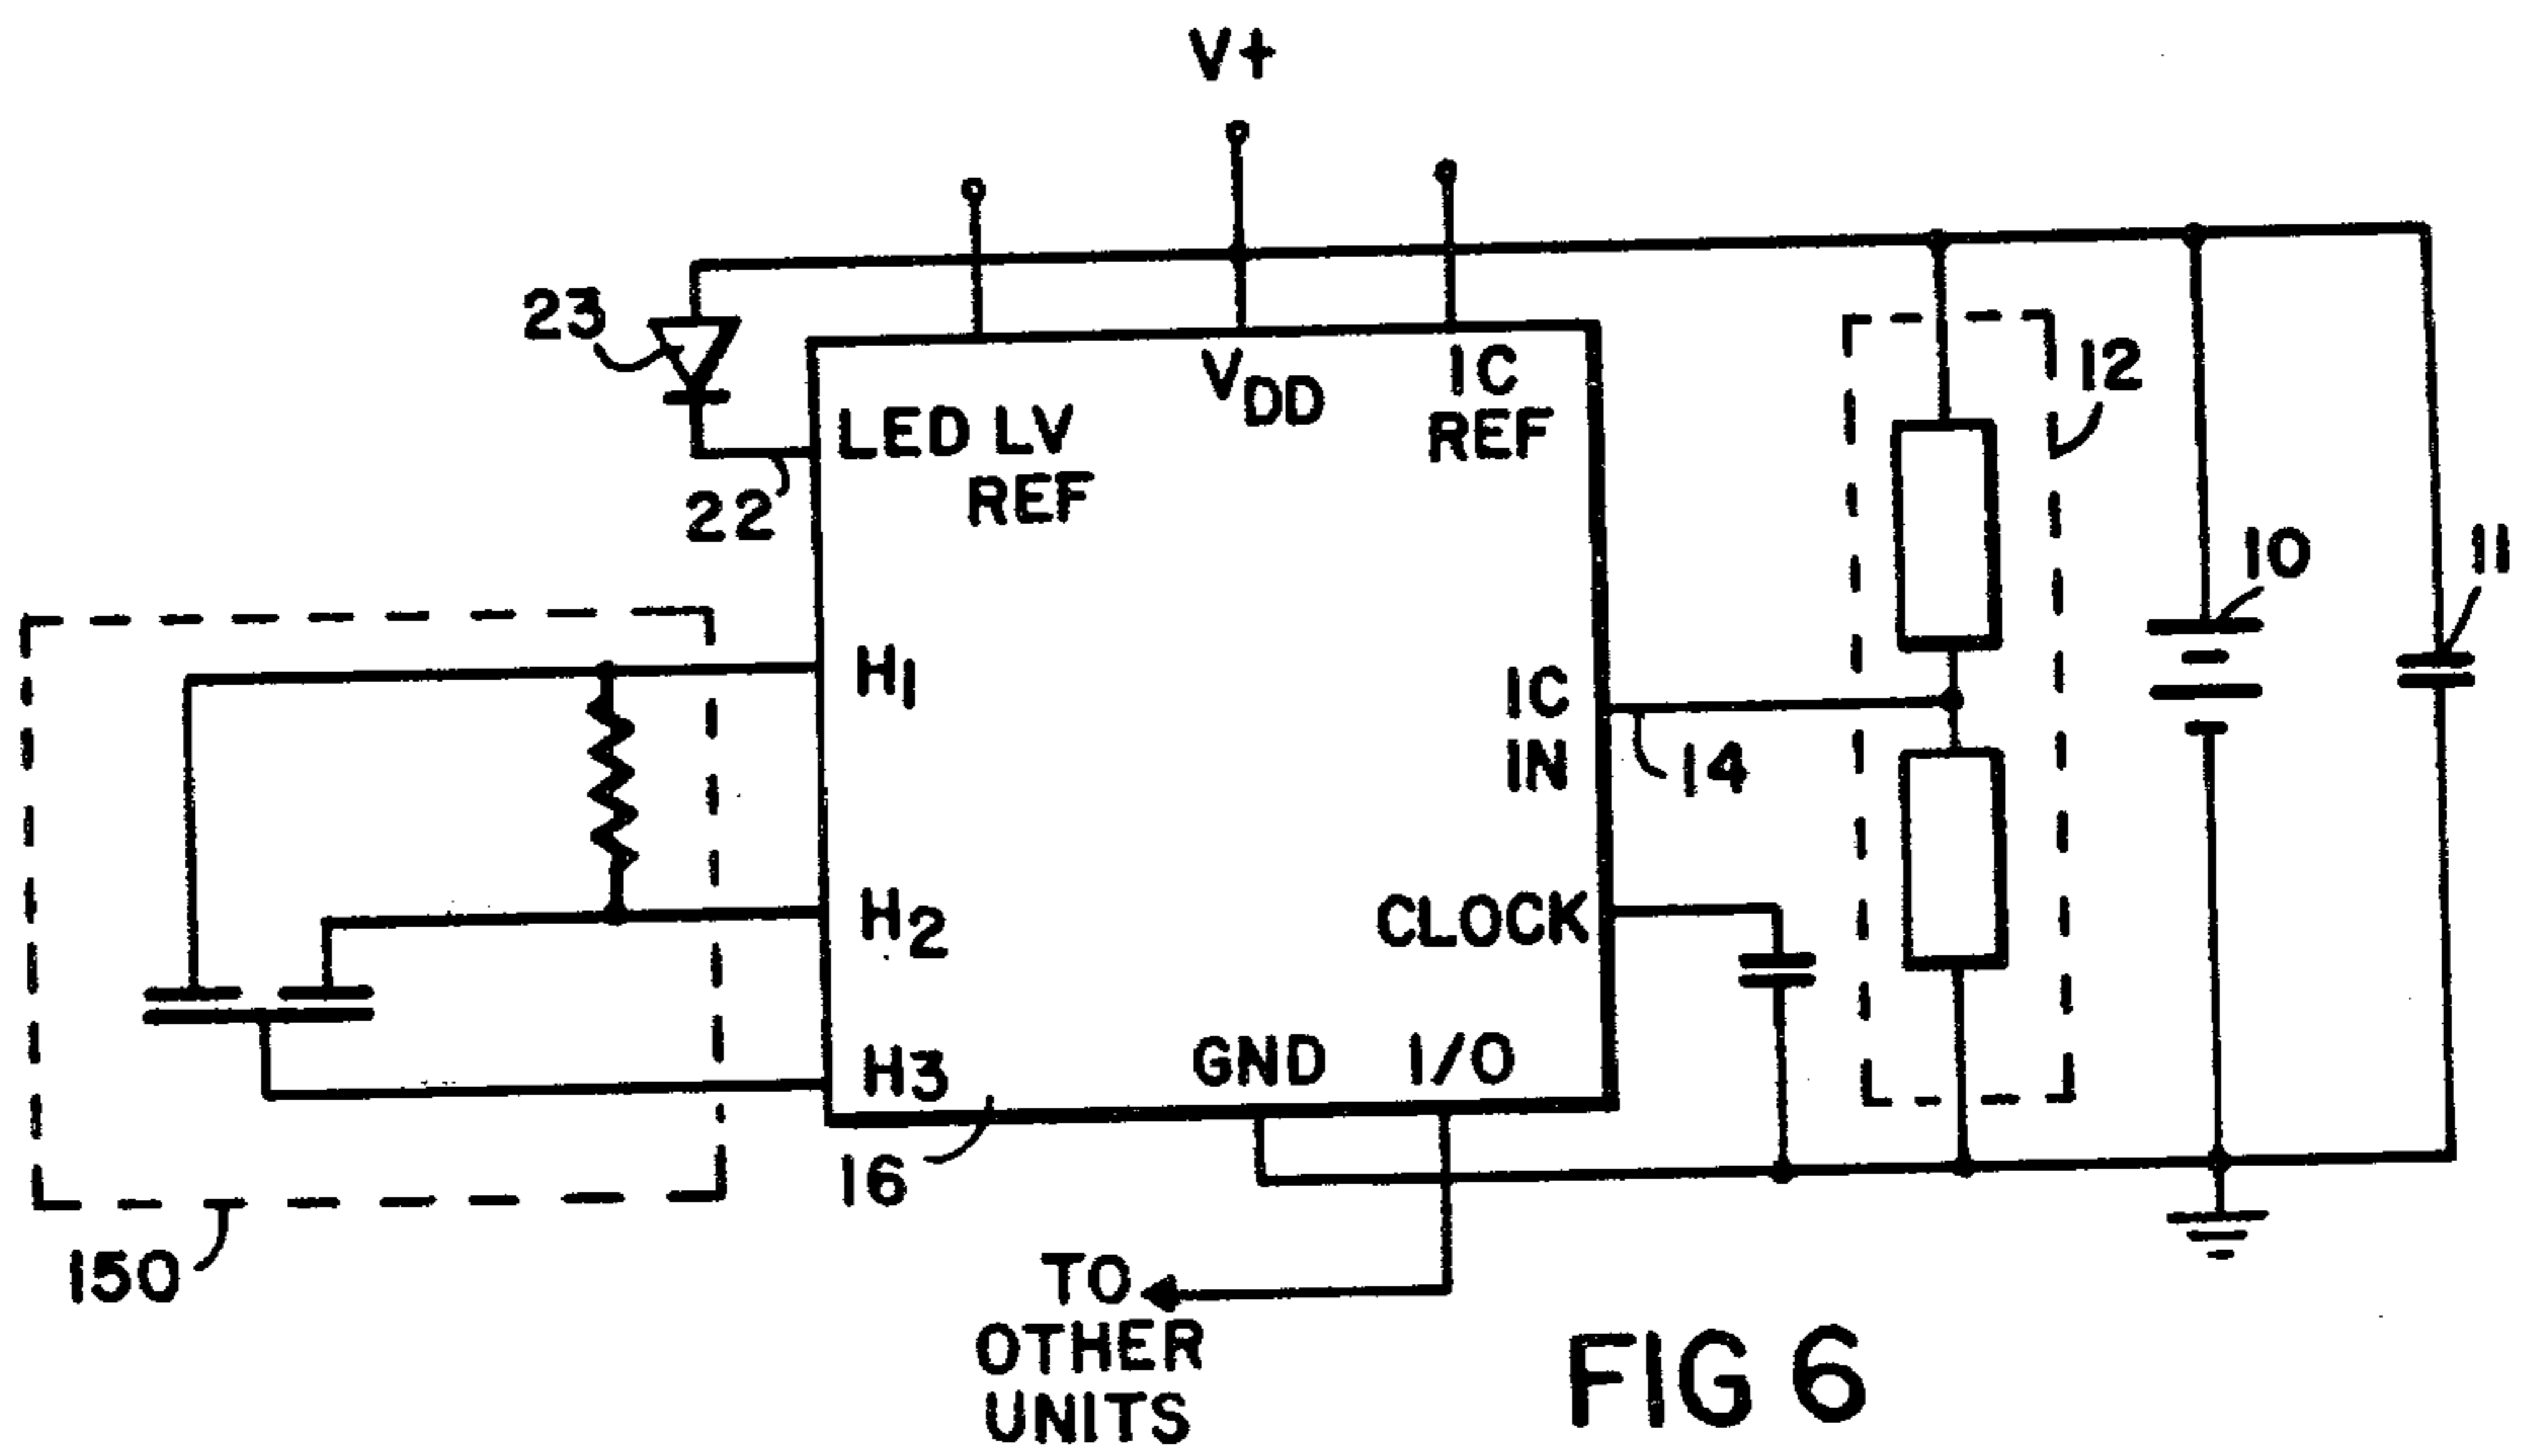 V+
23
LED LV
REF
VDD
IC
REF
12
22
10
11
H1
IC
IN
14
H2
CLOCK
H3
GND
I/O
16
150
TO
OTHER
UNITS
FIG 6